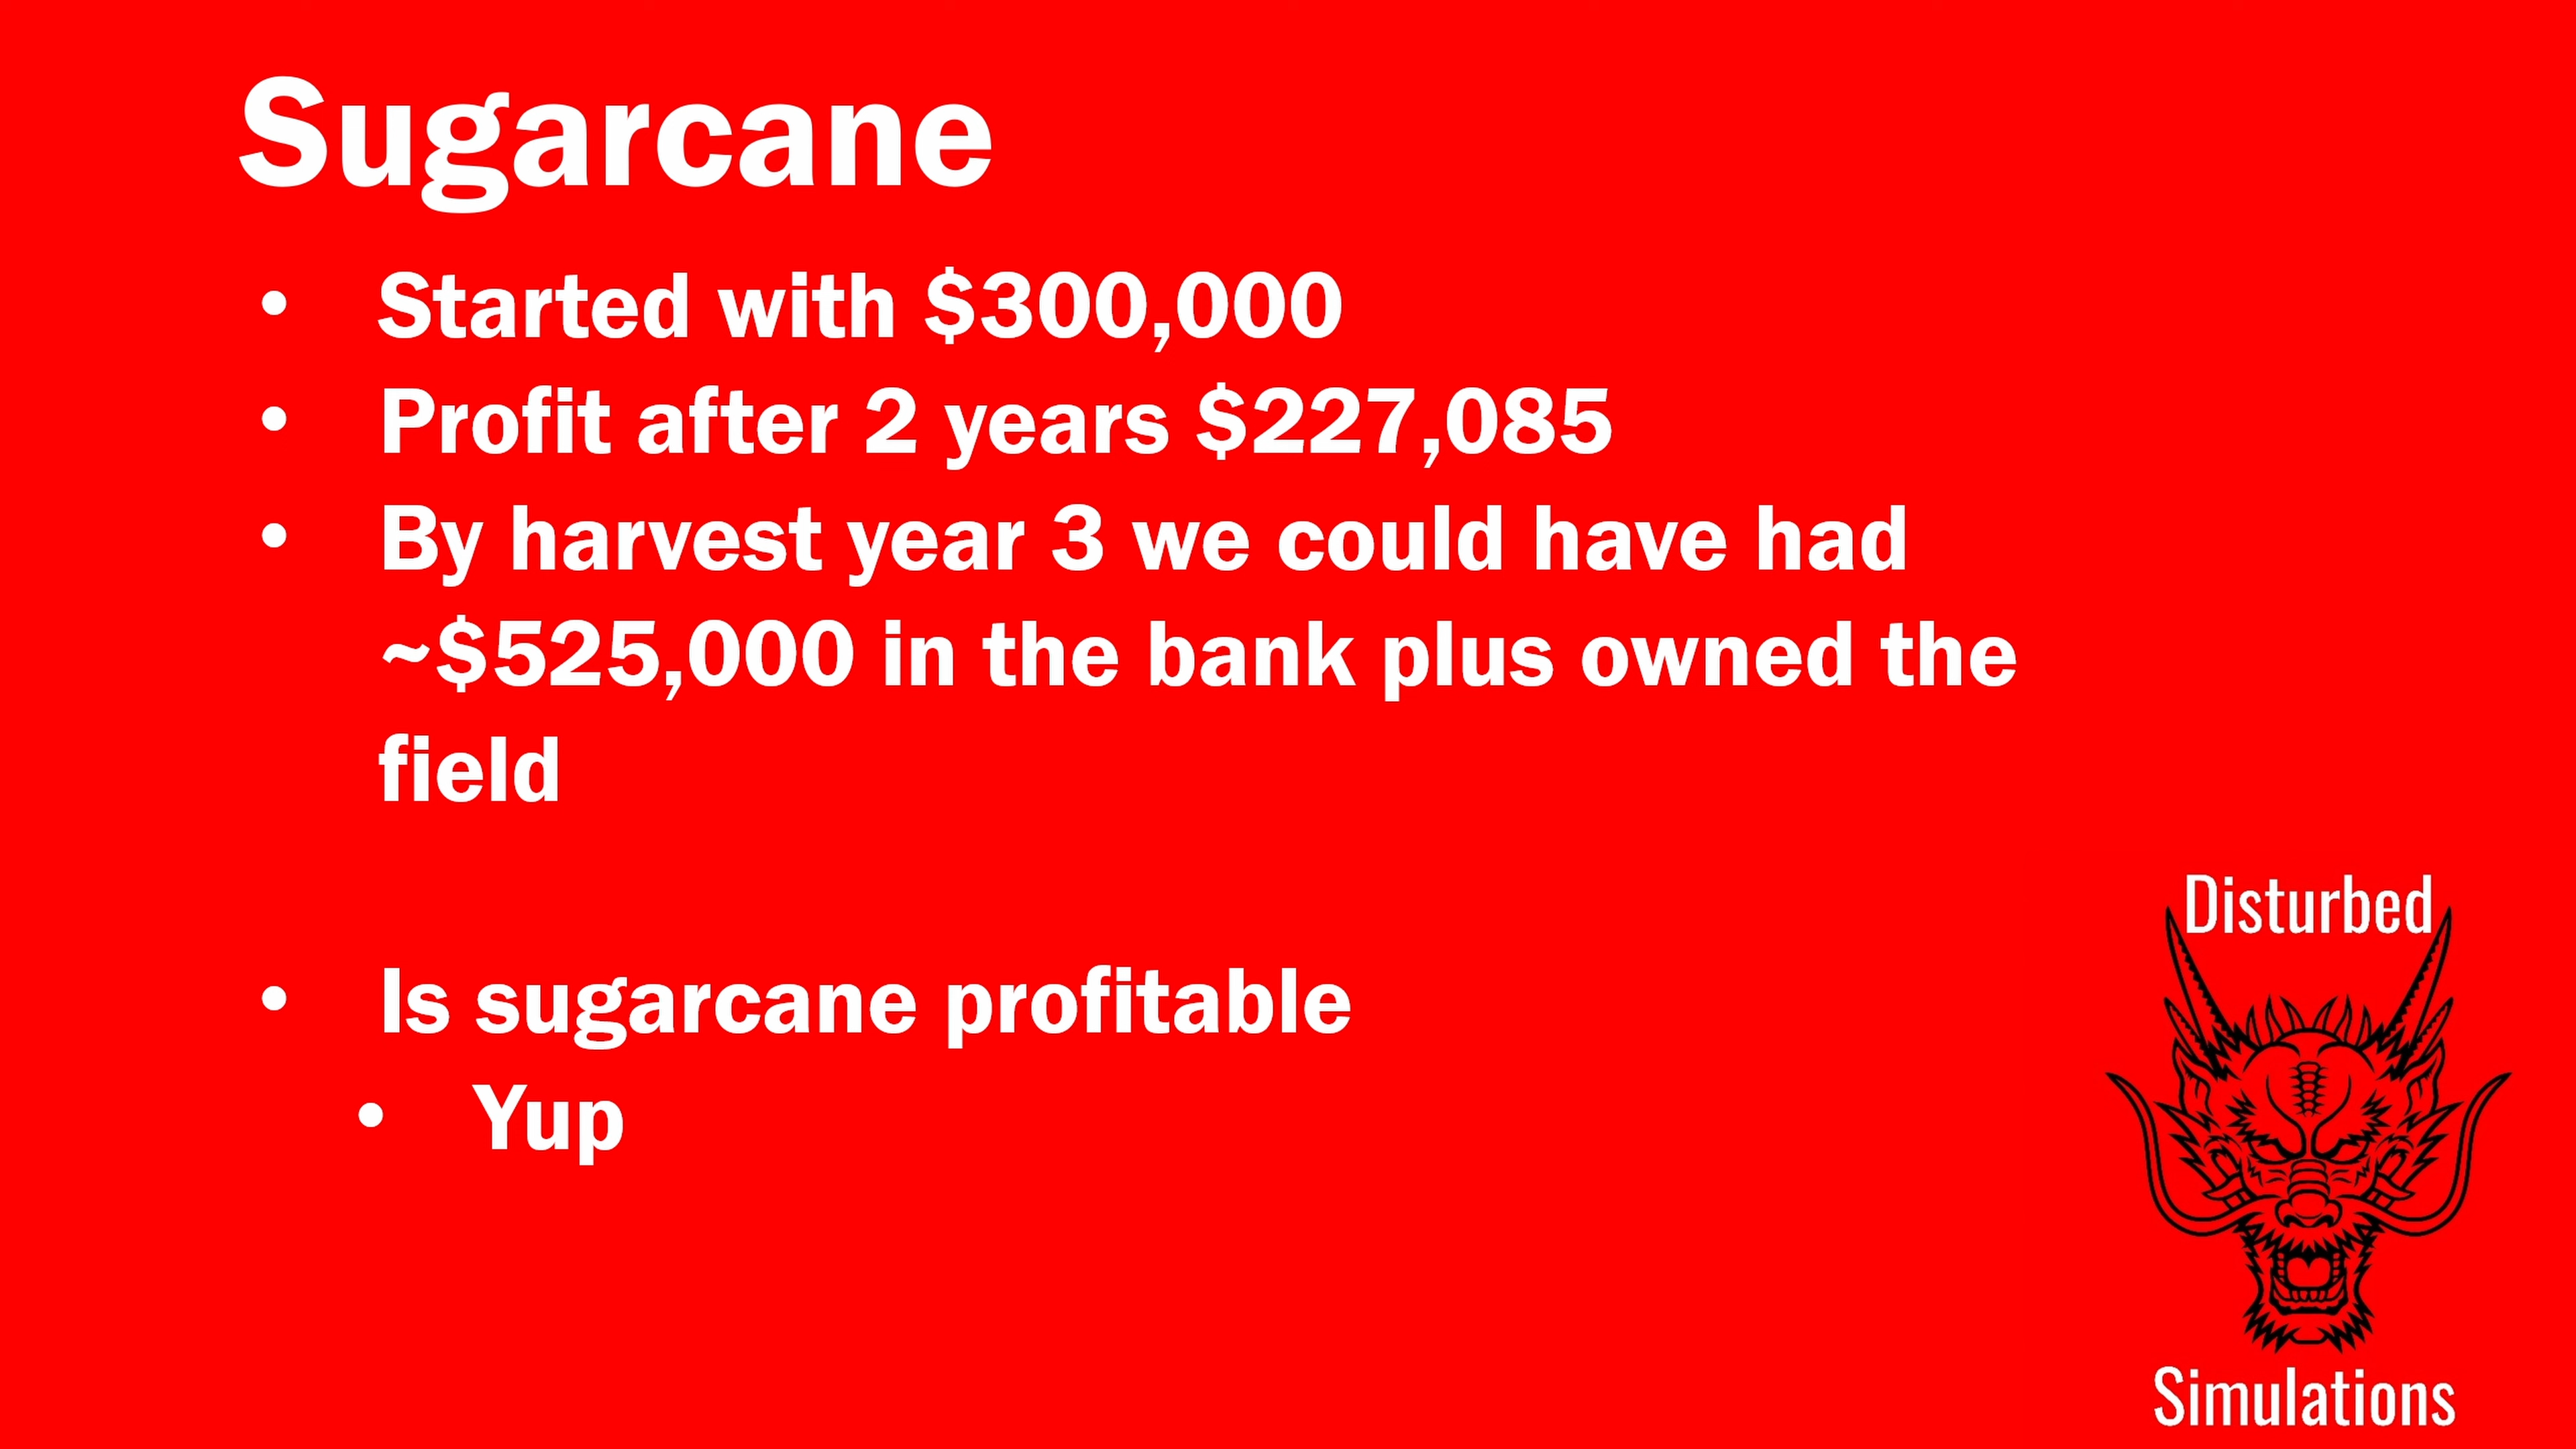 Sugarcane
• Started with $300,000
• Profit after 2 years $227,085
• By harvest year 3 we could have had
~$525,000 in the bank plus owned the
field
• Is sugarcane profitable
• Yup
Disturbed
Simulations